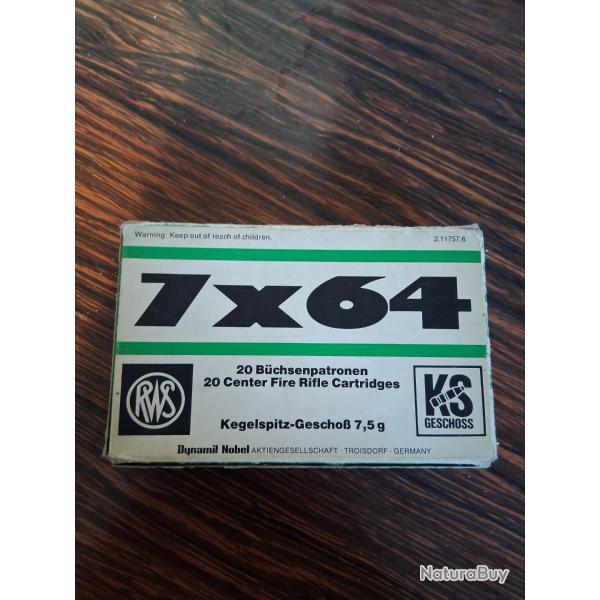 Warning: Keep out of reach of children. 2.11757.6
7x64
20 Büchsenpatronen
20 Center Fire Rifle Cartridges
RWS
KS
GESCHOSS
Kegelspitz-Geschoß 7,5 g
Dynamit Nobel AKTIENGESELLSCHAFT · TROISDORF · GERMANY
NaturaBuy